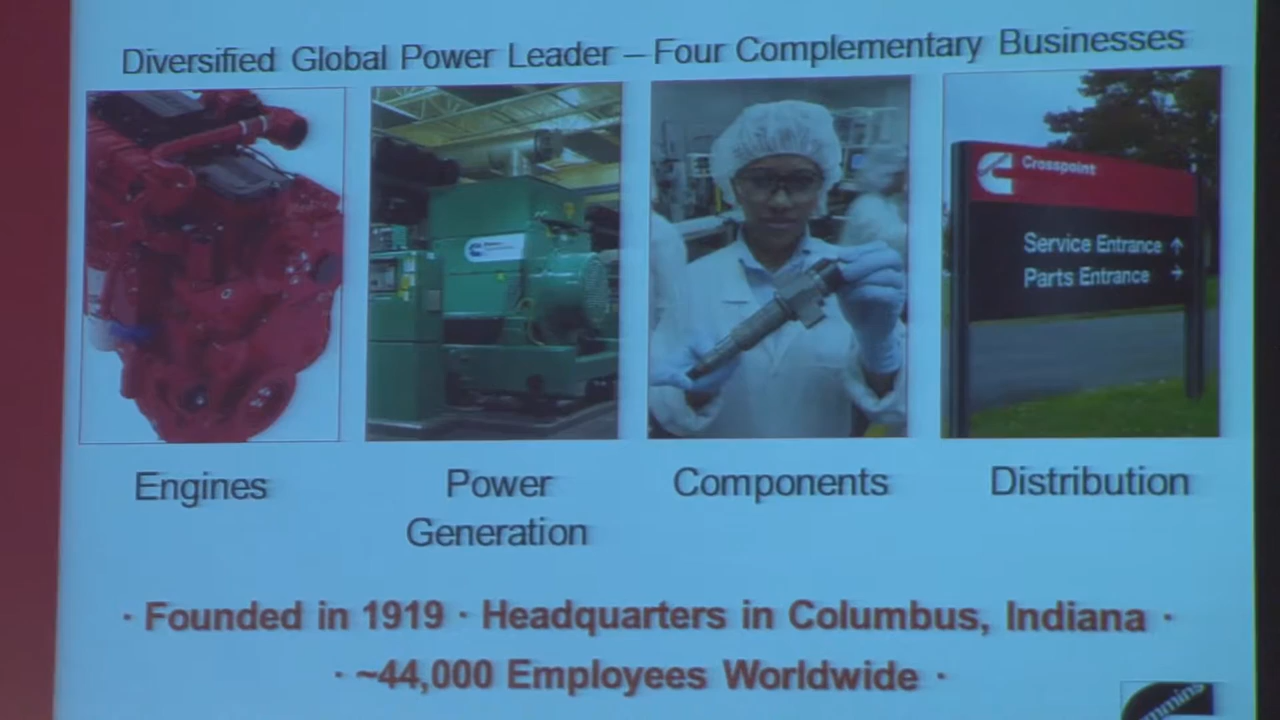 Diversified Global Power Leader – Four Complementary Businesses
Crosspoint
Service Entrance ↑
Parts Entrance →
Engines
Power
Generation
Components
Distribution
· Founded in 1919 · Headquarters in Columbus, Indiana ·
· ~44,000 Employees Worldwide ·